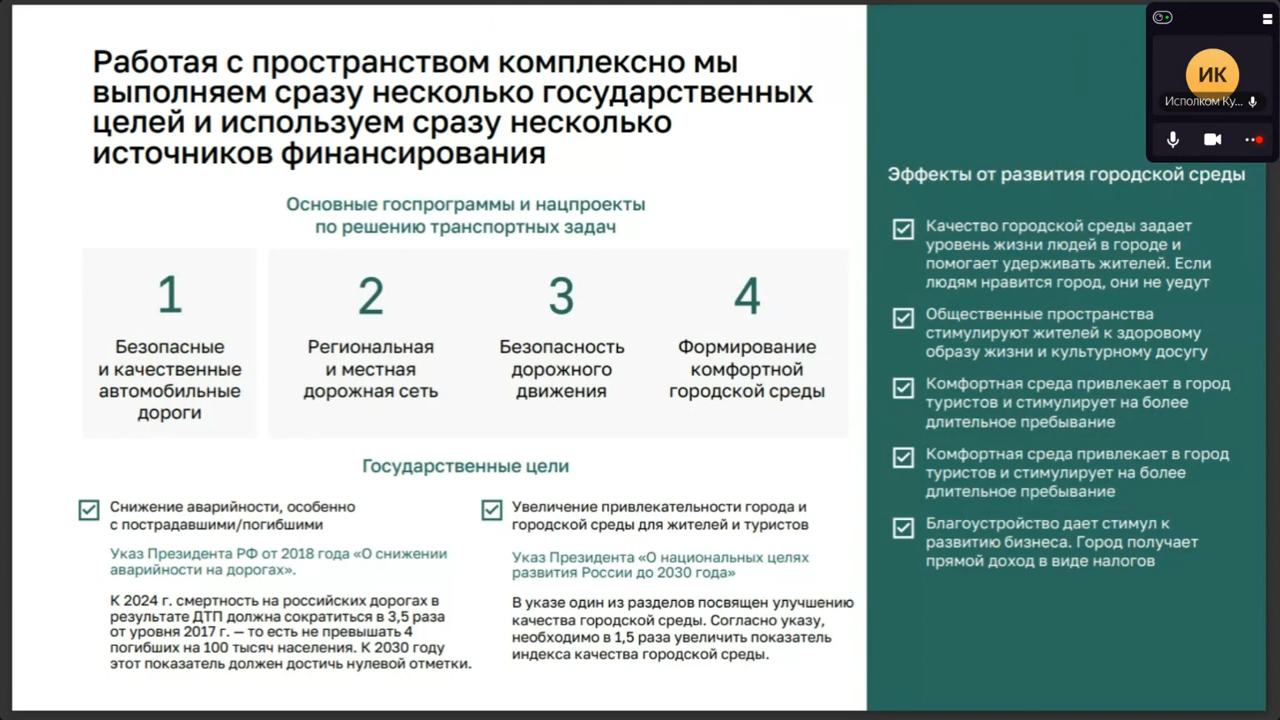 Работая с пространством комплексно мы
выполняем сразу несколько государственных
целей и используем сразу несколько
источников финансирования
Основные госпрограммы и нацпроекты
по решению транспортных задач
1
Безопасные
и качественные
автомобильные
дороги
2
Региональная
и местная
дорожная сеть
3
Безопасность
дорожного
движения
4
Формирование
комфортной
городской среды
Государственные цели
Снижение аварийности, особенно
с пострадавшими/погибшими
Указ Президента РФ от 2018 года «О снижении
аварийности на дорогах».
К 2024 г. смертность на российских дорогах в
результате ДТП должна сократиться в 3,5 раза
от уровня 2017 г. — то есть не превышать 4
погибших на 100 тысяч населения. К 2030 году
этот показатель должен достичь нулевой отметки.
Увеличение привлекательности города и
городской среды для жителей и туристов
Указ Президента «О национальных целях
развития России до 2030 года»
В указе один из разделов посвящен улучшению
качества городской среды. Согласно указу,
необходимо в 1,5 раза увеличить показатель
индекса качества городской среды.
ИК
Исполком Ку...
Эффекты от развития городской среды
Качество городской среды задает
уровень жизни людей в городе и
помогает удерживать жителей. Если
людям нравится город, они не уедут
Общественные пространства
стимулируют жителей к здоровому
образу жизни и культурному досугу
Комфортная среда привлекает в город
туристов и стимулирует на более
длительное пребывание
Комфортная среда привлекает в город
туристов и стимулирует на более
длительное пребывание
Благоустройство дает стимул к
развитию бизнеса. Город получает
прямой доход в виде налогов